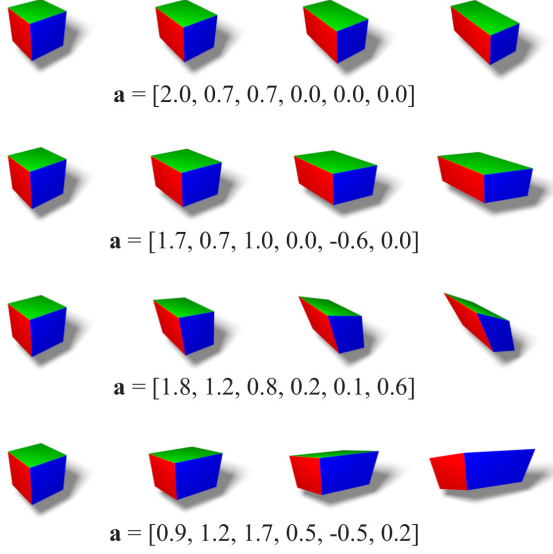 a = [2.0, 0.7, 0.7, 0.0, 0.0, 0.0]
a = [1.7, 0.7, 1.0, 0.0, -0.6, 0.0]
a = [1.8, 1.2, 0.8, 0.2, 0.1, 0.6]
a = [0.9, 1.2, 1.7, 0.5, -0.5, 0.2]